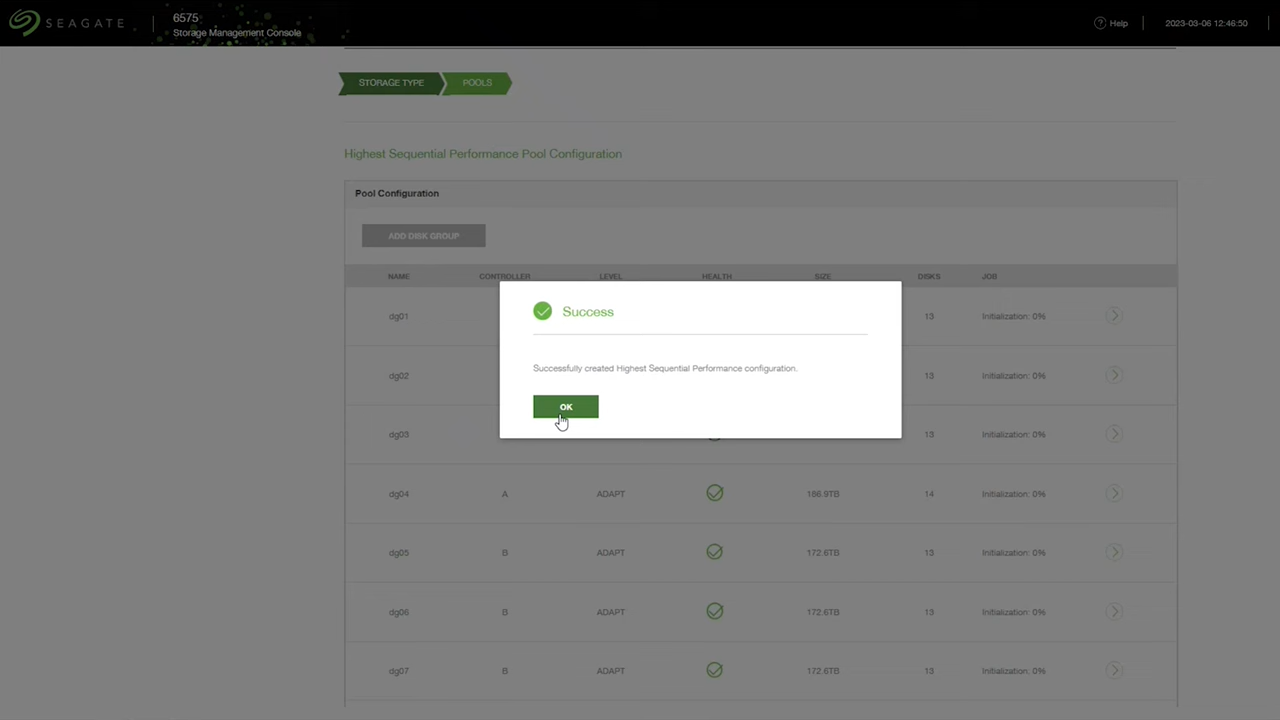 SEAGATE
6575
Storage Management Console
Help
2023-03-06 12:46:50
STORAGE TYPE
POOLS
Highest Sequential Performance Pool Configuration
Pool Configuration
ADD DISK GROUP
NAME CONTROLLER LEVEL HEALTH SIZE DISKS JOB
dg01 13 Initialization: 0%
dg02 13 Initialization: 0%
dg03 13 Initialization: 0%
dg04 A ADAPT 186.9TB 14 Initialization: 0%
dg05 B ADAPT 172.6TB 13 Initialization: 0%
dg06 B ADAPT 172.6TB 13 Initialization: 0%
dg07 B ADAPT 172.6TB 13 Initialization: 0%
Success
Successfully created Highest Sequential Performance configuration.
OK